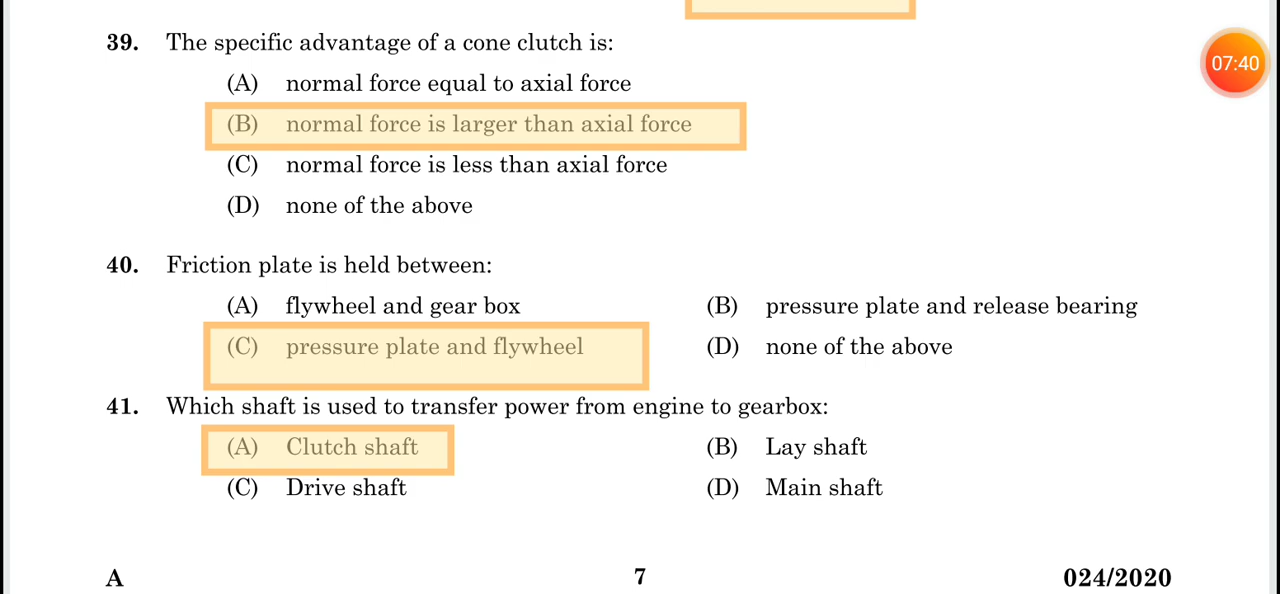 39. The specific advantage of a cone clutch is:
07:40
(A) normal force equal to axial force
(B) normal force is larger than axial force
(C) normal force is less than axial force
(D) none of the above
40. Friction plate is held between:
(A) flywheel and gear box (B) pressure plate and release bearing
(C) pressure plate and flywheel (D) none of the above
41. Which shaft is used to transfer power from engine to gearbox:
(A) Clutch shaft (B) Lay shaft
(C) Drive shaft (D) Main shaft
A 7 024/2020